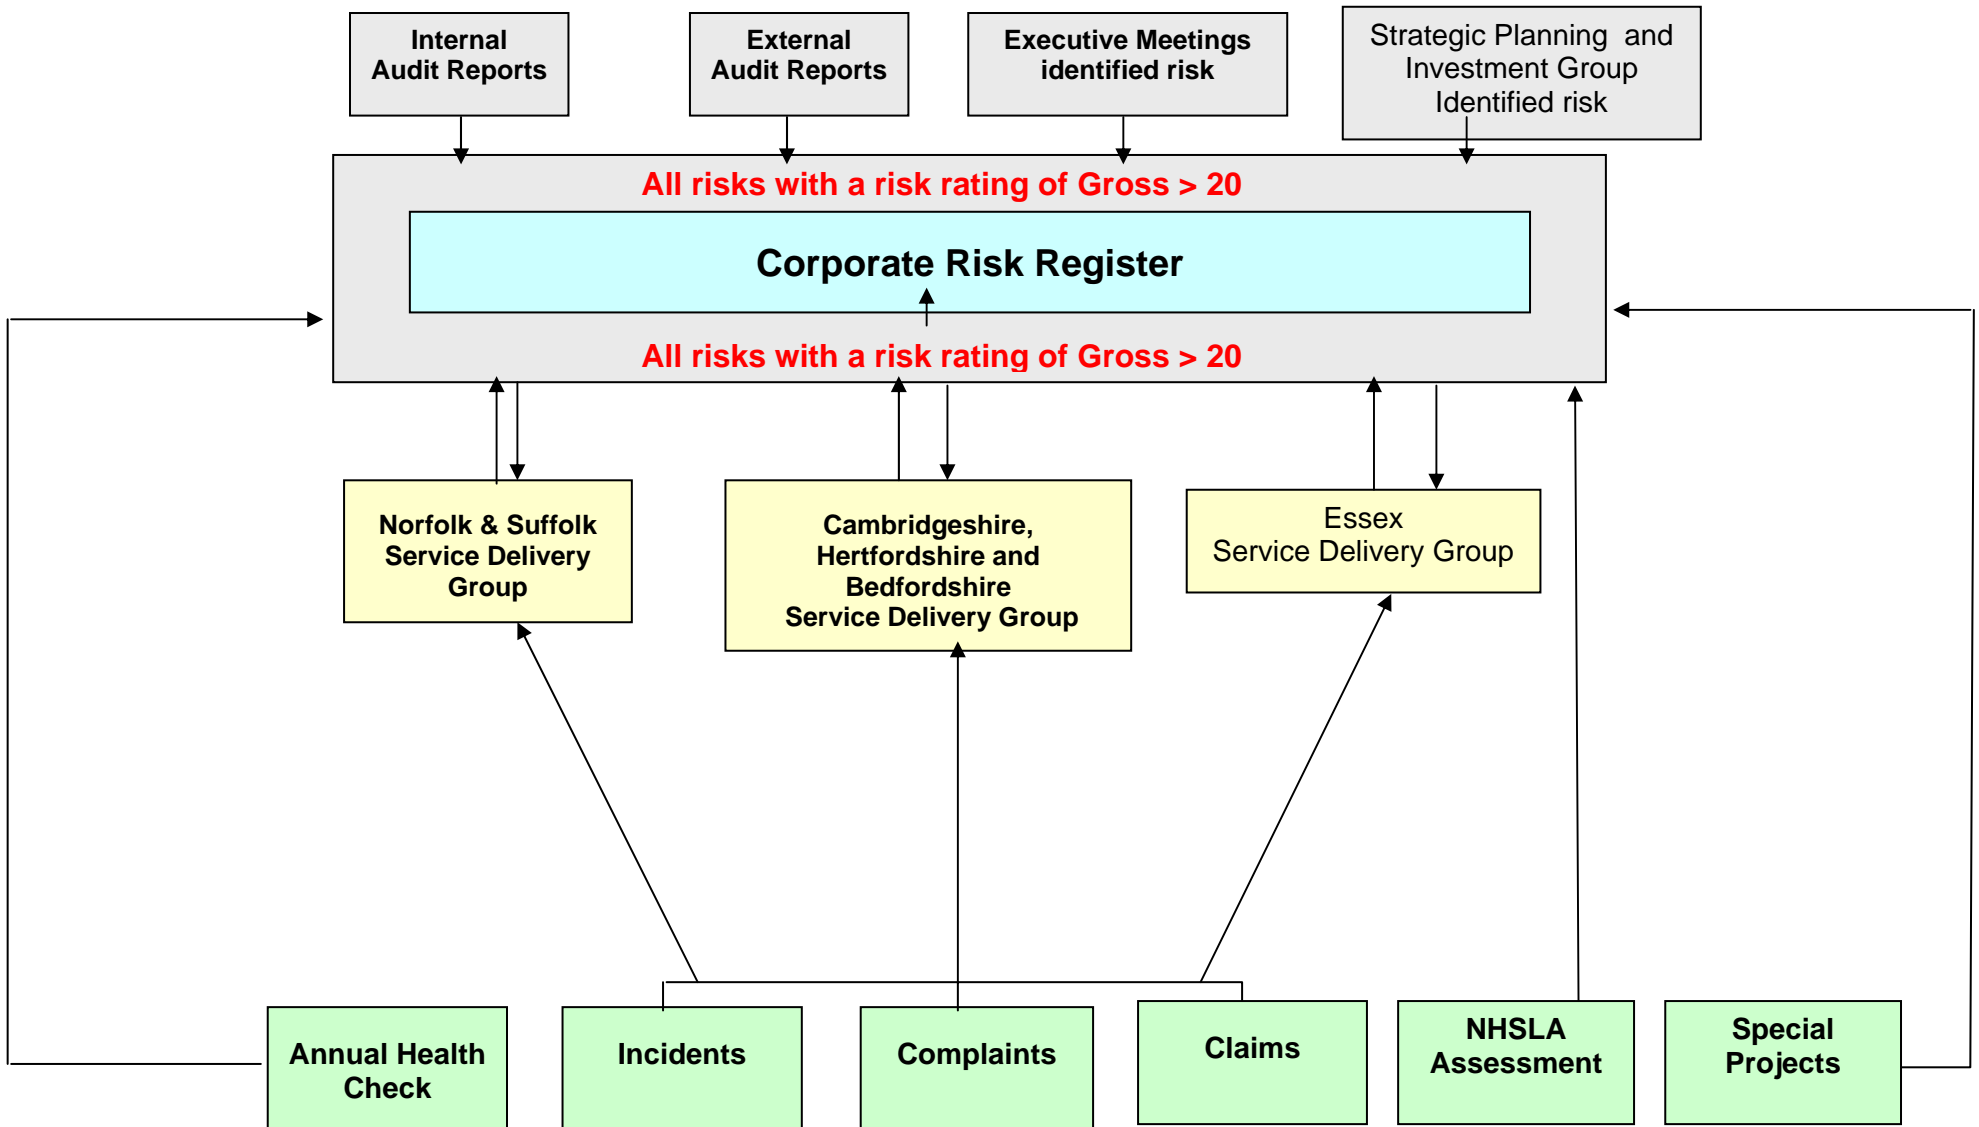 Internal
Audit Reports
External
Audit Reports
Executive Meetings
identified risk
Strategic Planning  and
Investment Group
Identified risk
All risks with a risk rating of Gross > 20
Corporate Risk Register
All risks with a risk rating of Gross > 20
Norfolk & Suffolk
Service Delivery
Group
Cambridgeshire,
Hertfordshire and
Bedfordshire
Service Delivery Group
Essex
Service Delivery Group
Annual Health
Check
Incidents
Complaints
Claims
NHSLA
Assessment
Special
Projects